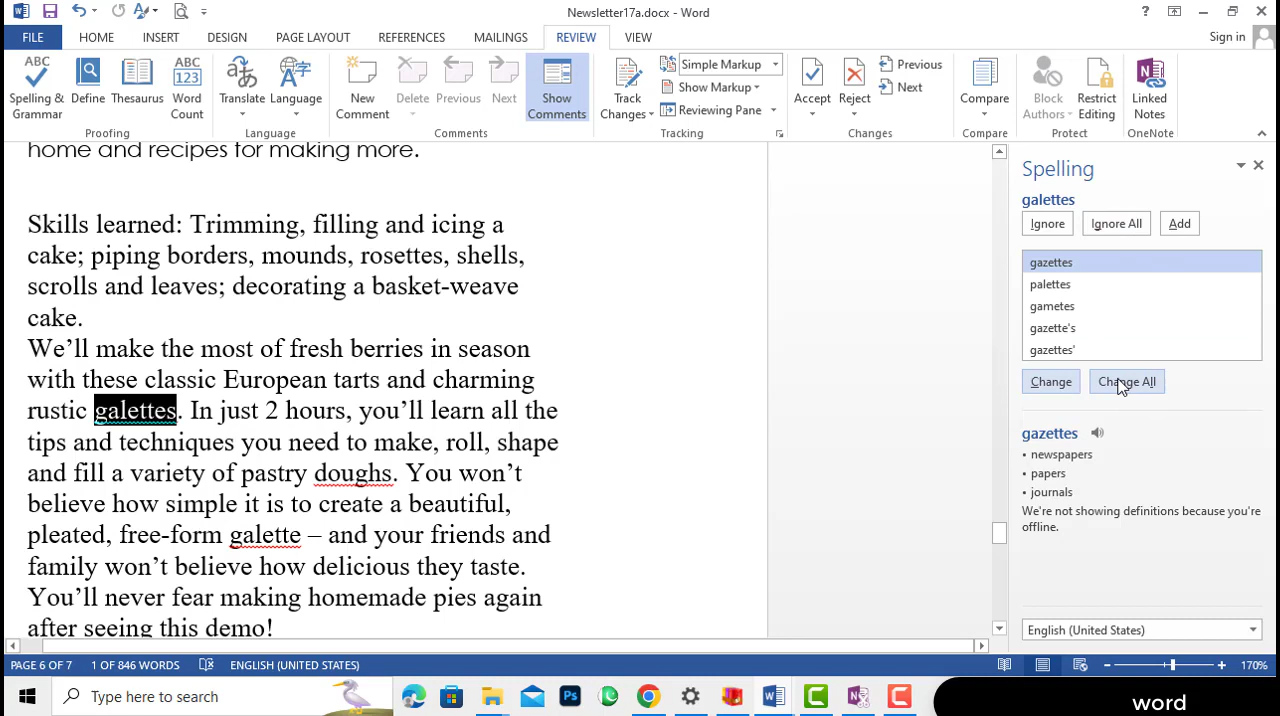 Newsletter17a.docx - Word
FILE
HOME
INSERT
DESIGN
PAGE LAYOUT
REFERENCES
MAILINGS
REVIEW
VIEW
Sign in
ABC
Spelling & Grammar
Define
Thesaurus
ABC
123
Word Count
Proofing
Translate
Language
Language
New Comment
Delete
Previous
Next
Show Comments
Comments
Track Changes
Simple Markup
Show Markup
Reviewing Pane
Tracking
Accept
Reject
Previous
Next
Changes
Compare
Compare
Block Authors
Restrict Editing
Protect
Linked Notes
OneNote
home and recipes for making more.
Skills learned: Trimming, filling and icing a
cake; piping borders, mounds, rosettes, shells,
scrolls and leaves; decorating a basket-weave
cake.
We'll make the most of fresh berries in season
with these classic European tarts and charming
rustic galettes. In just 2 hours, you'll learn all the
tips and techniques you need to make, roll, shape
and fill a variety of pastry doughs. You won't
believe how simple it is to create a beautiful,
pleated, free-form galette – and your friends and
family won't believe how delicious they taste.
You'll never fear making homemade pies again
after seeing this demo!
Spelling
galettes
Ignore
Ignore All
Add
gazettes
palettes
gametes
gazette's
gazettes'
Change
Change All
gazettes
• newspapers
• papers
• journals
We're not showing definitions because you're
offline.
English (United States)
PAGE 6 OF 7
1 OF 846 WORDS
ENGLISH (UNITED STATES)
170%
Type here to search
Ps
word